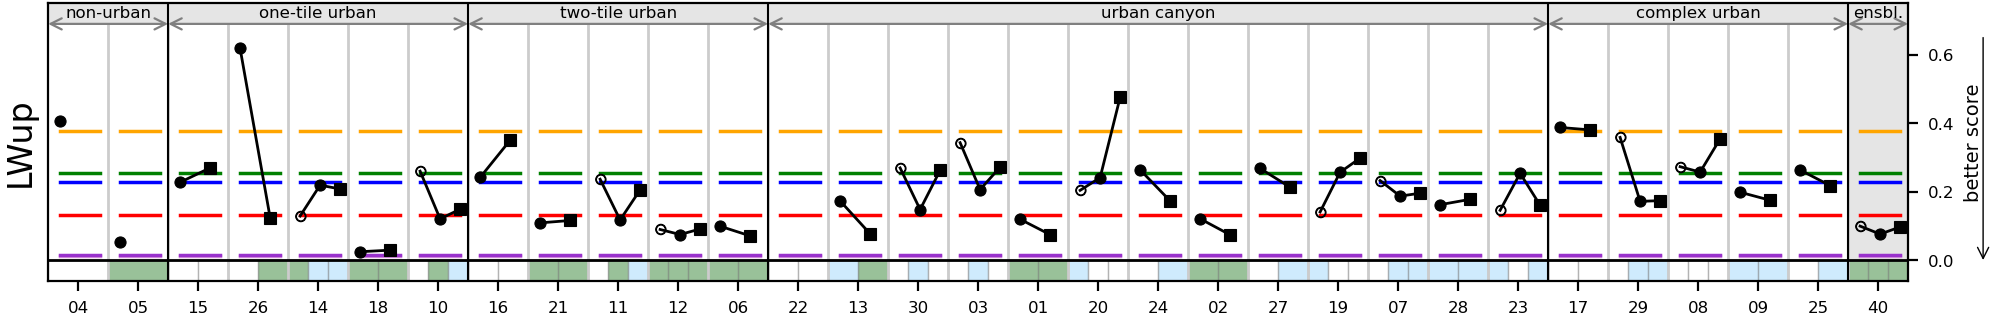 non-urban one-tile urban two-tile urban urban canyon complex urban ensbl.
LWup
0.6
0.4
0.2
0.0
better score
04 05 15 26 14 18 10 16 21 11 12 06 22 13 30 03 01 20 24 02 27 19 07 28 23 17 29 08 09 25 40